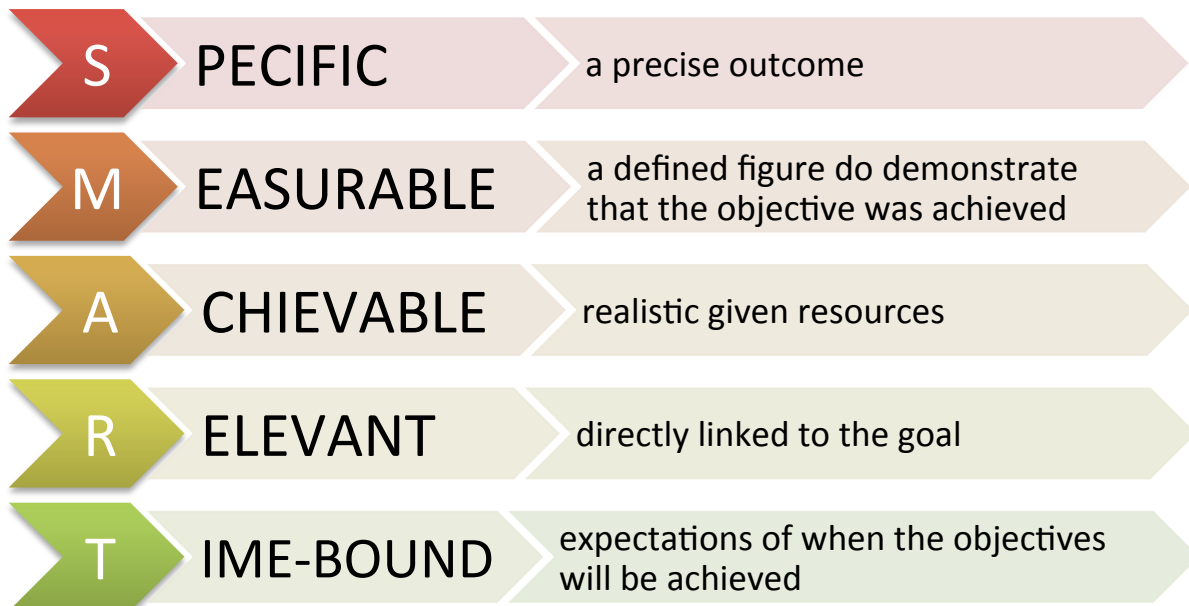 S PECIFIC a precise outcome
M EASURABLE a defined figure do demonstrate
that the objective was achieved
A CHIEVABLE realistic given resources
R ELEVANT directly linked to the goal
T IME-BOUND expectations of when the objectives
will be achieved